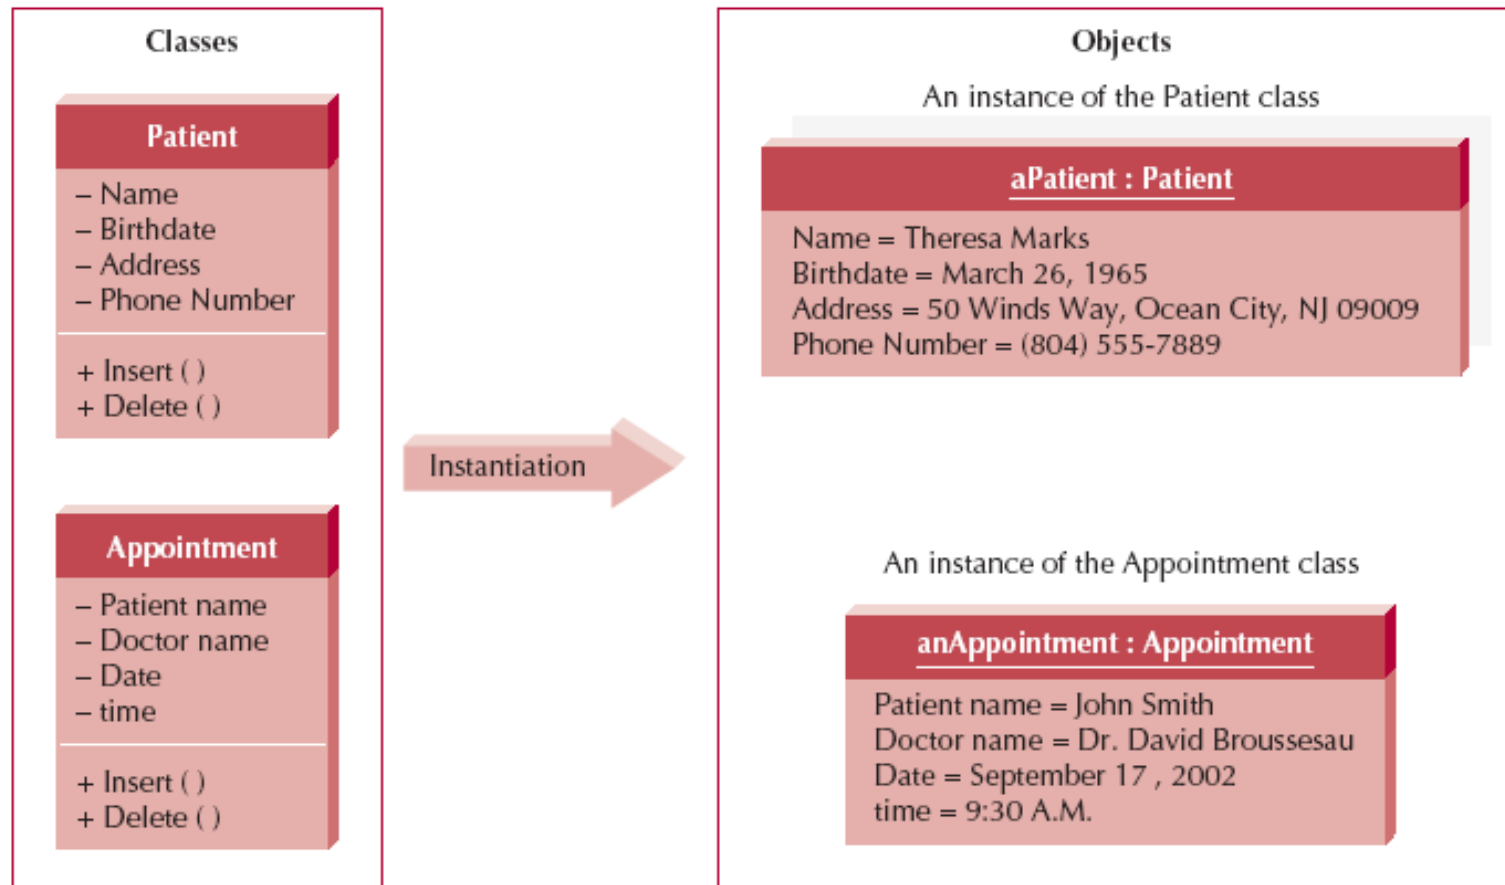 Classes
Patient
– Name
– Birthdate
– Address
– Phone Number
+ Insert ( )
+ Delete ( )
Appointment
– Patient name
– Doctor name
– Date
– time
+ Insert ( )
+ Delete ( )
Instantiation
Objects
An instance of the Patient class
aPatient : Patient
Name = Theresa Marks
Birthdate = March 26, 1965
Address = 50 Winds Way, Ocean City, NJ 09009
Phone Number = (804) 555-7889
An instance of the Appointment class
anAppointment : Appointment
Patient name = John Smith
Doctor name = Dr. David Broussesau
Date = September 17 , 2002
time = 9:30 A.M.